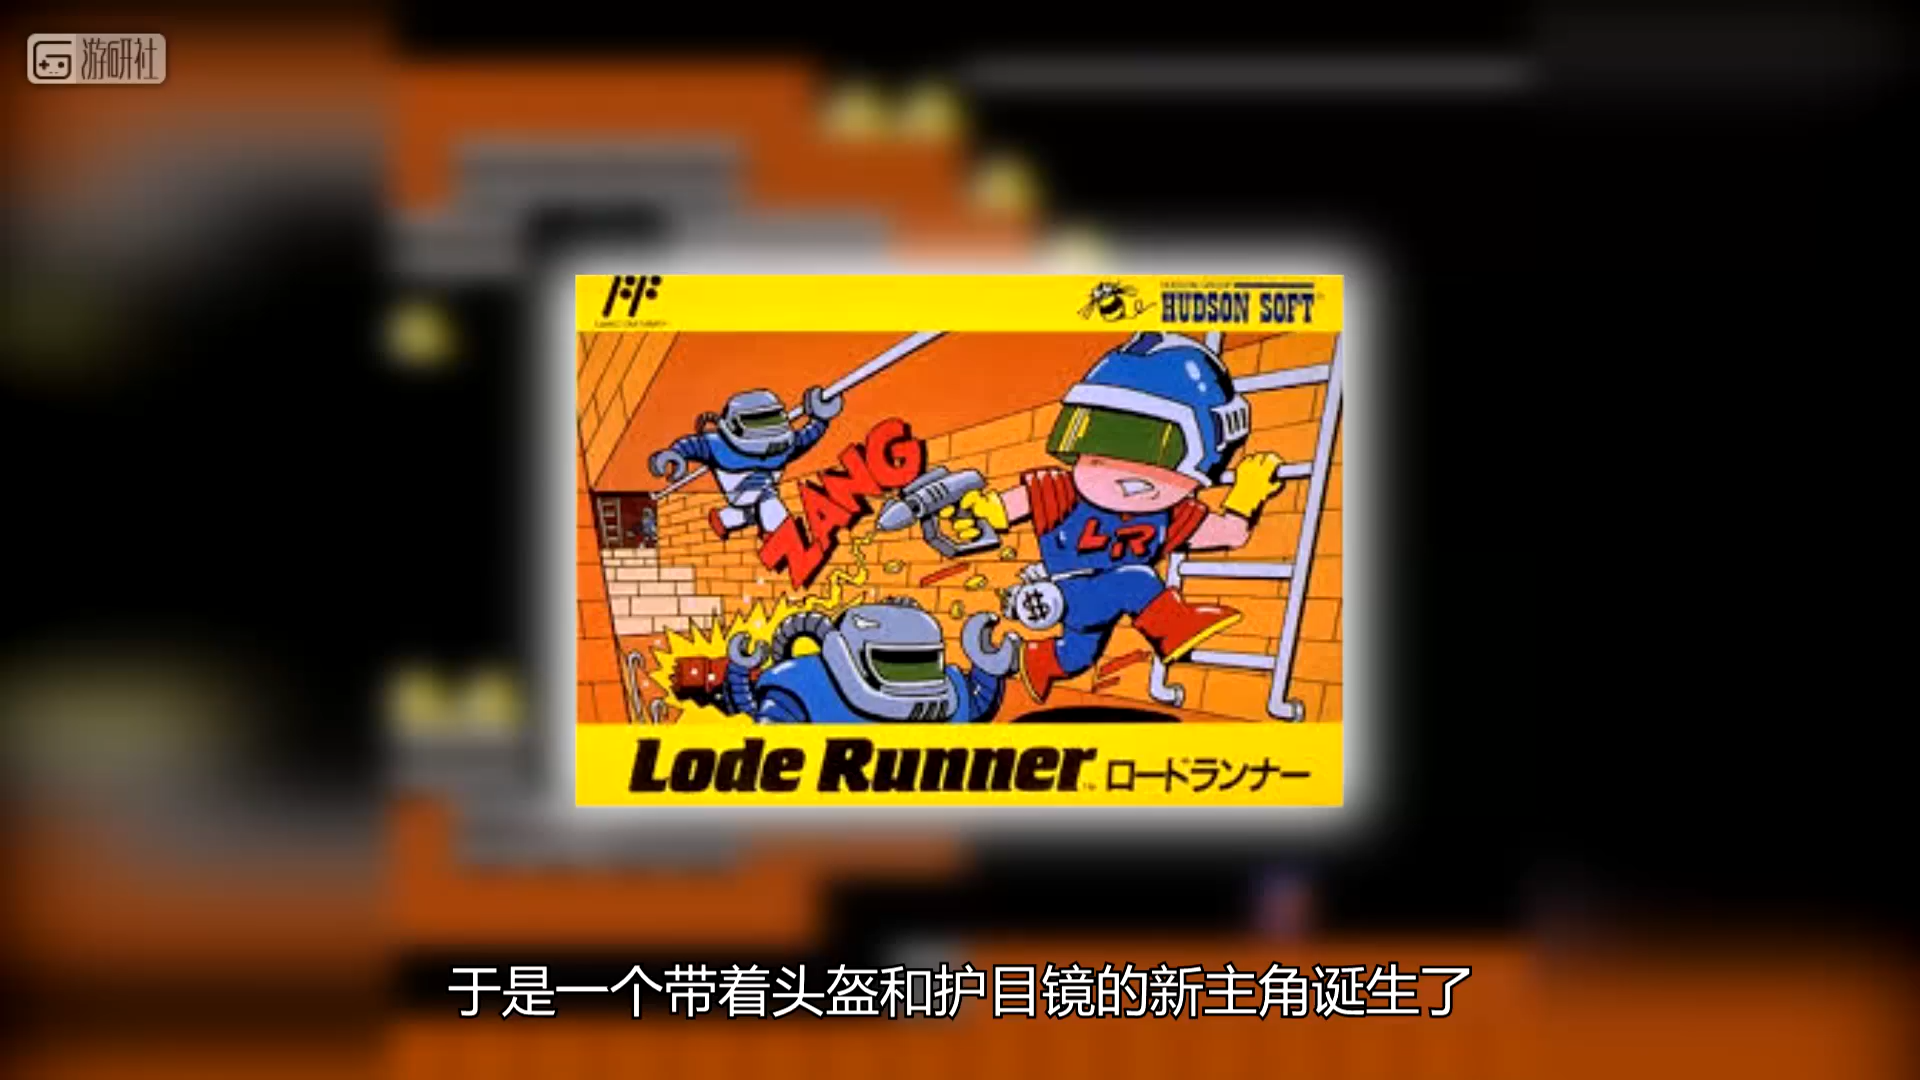 游研社
HUDSON SOFT
ZANG
LR
$
Lode Runner ロードランナー
于是一个带着头盔和护目镜的新主角诞生了